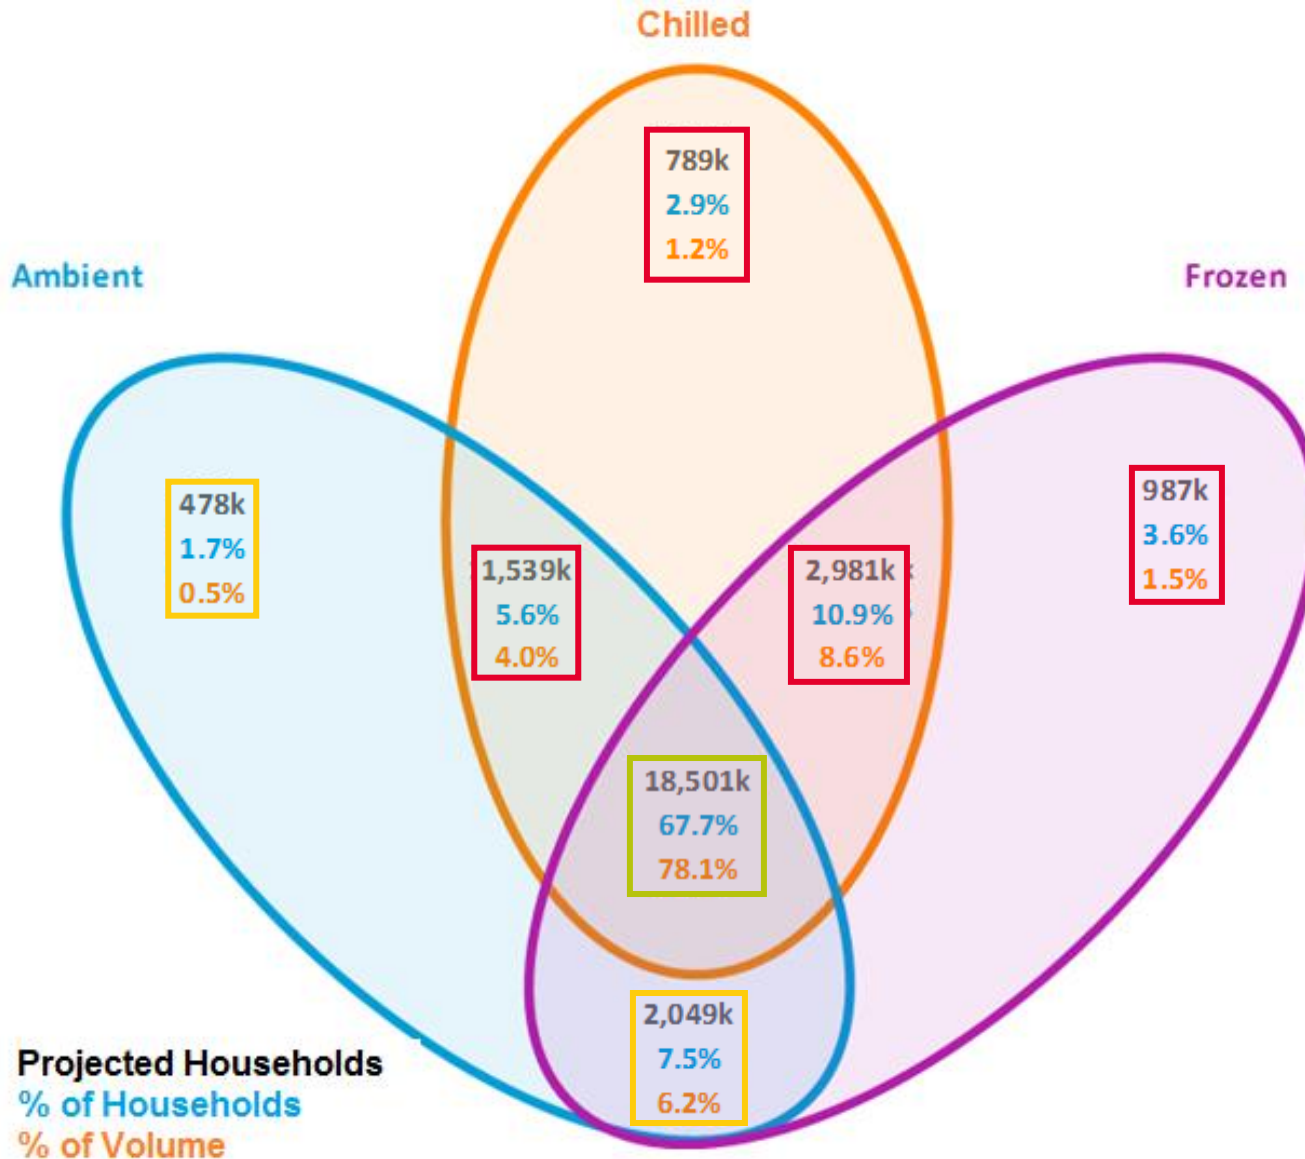 Chilled
789k
2.9%
1.2%
Ambient
Frozen
478k
1.7%
0.5%
987k
3.6%
1.5%
1,539k
5.6%
4.0%
2,981k
10.9%
8.6%
18,501k
67.7%
78.1%
2,049k
7.5%
6.2%
Projected Households
% of Households
% of Volume